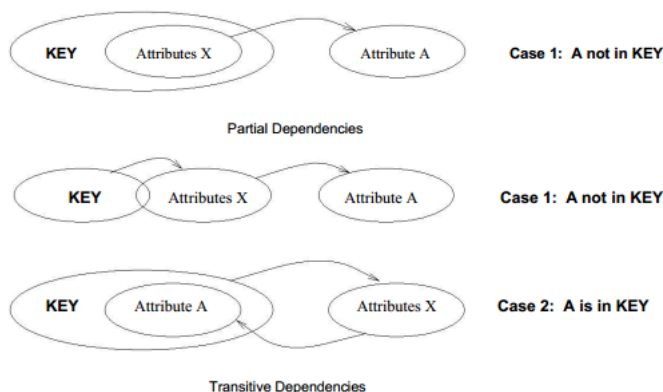 KEY Attributes X Attribute A Case 1: A not in KEY
Partial Dependencies
KEY Attributes X Attribute A Case 1: A not in KEY
KEY Attribute A Attributes X Case 2: A is in KEY
Transitive Dependencies